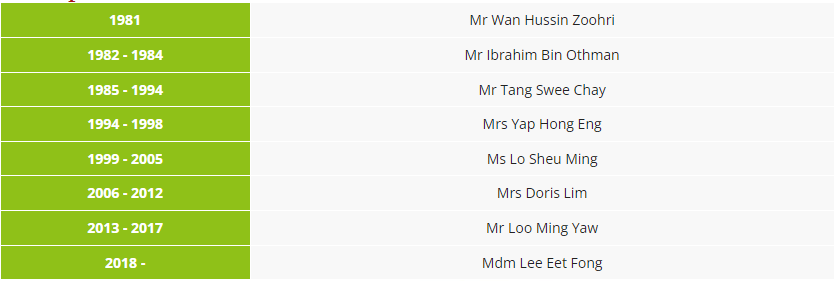 1981 Mr Wan Hussin Zoohri
1982 - 1984 Mr Ibrahim Bin Othman
1985 - 1994 Mr Tang Swee Chay
1994 - 1998 Mrs Yap Hong Eng
1999 - 2005 Ms Lo Sheu Ming
2006 - 2012 Mrs Doris Lim
2013 - 2017 Mr Loo Ming Yaw
2018 - Mdm Lee Eet Fong